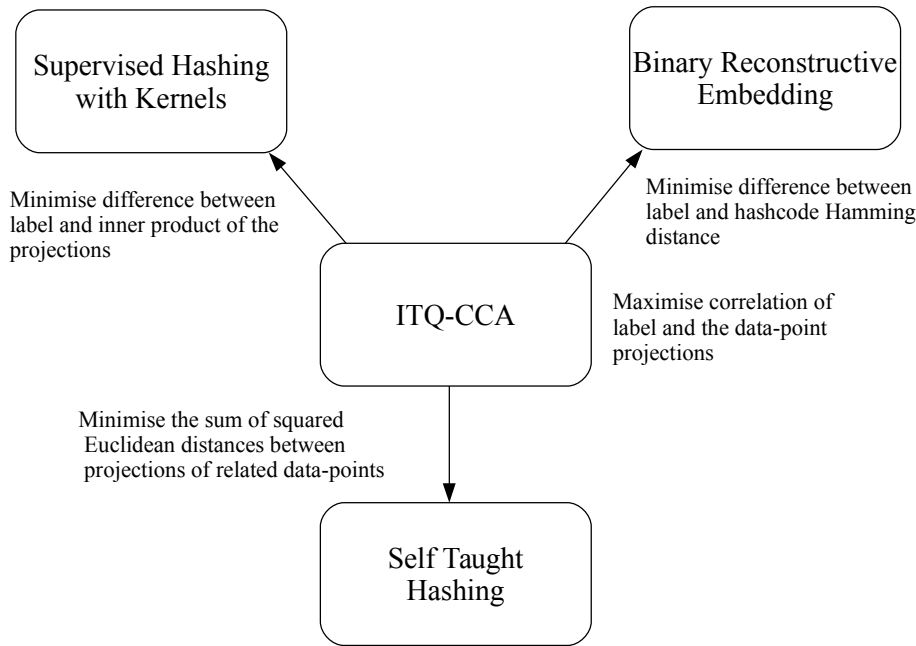 Supervised Hashing
with Kernels
Binary Reconstructive
Embedding
Minimise difference between
label and inner product of the
projections
Minimise difference between
label and hashcode Hamming
distance
ITQ-CCA
Maximise correlation of
label and the data-point
projections
Minimise the sum of squared
Euclidean distances between
projections of related data-points
Self Taught
Hashing